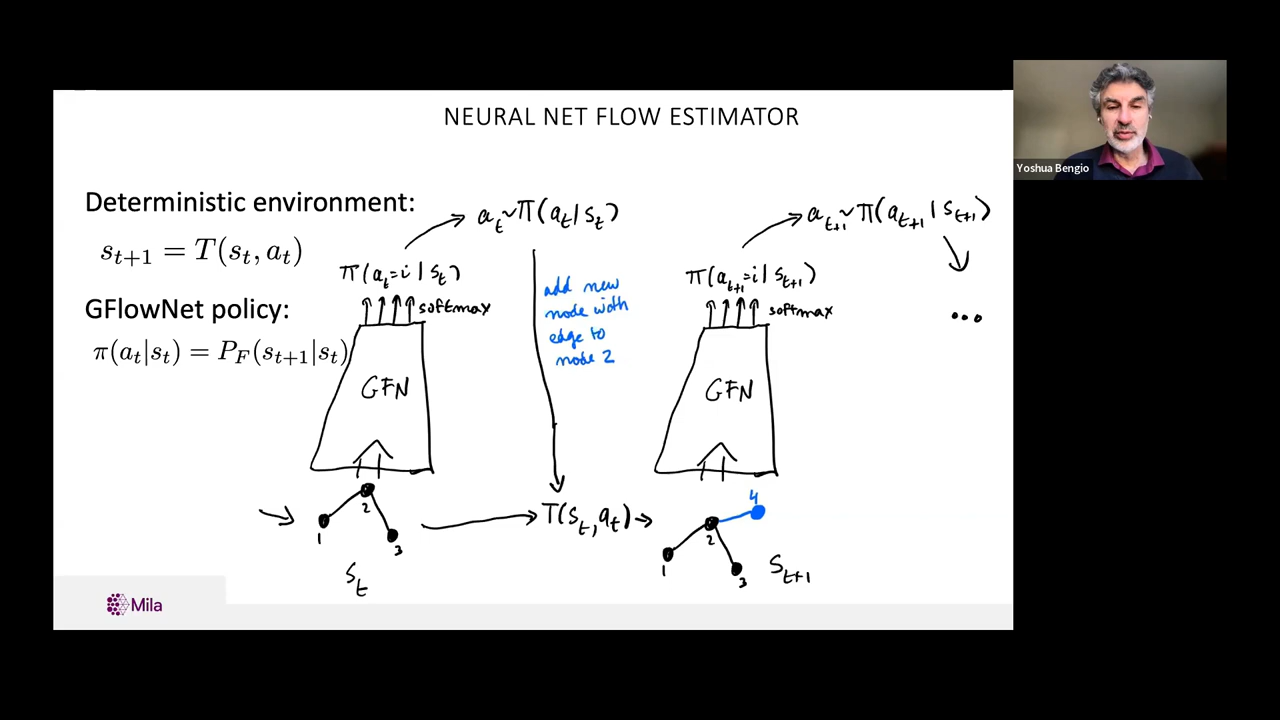 NEURAL NET FLOW ESTIMATOR
Yoshua Bengio
Deterministic environment:
s_{t+1} = T(s_t, a_t)
GFlowNet policy:
π(a_t|s_t) = P_F(s_{t+1}|s_t)
a_t ~ π(a_t | s_t)
π(a_t = i | s_t)
softmax
GFN
1
2
3
s_t
add new
node with
edge to
node 2
T(s_t, a_t)
a_{t+1} ~ π(a_{t+1} | s_{t+1})
...
π(a_{t+1} = i | s_{t+1})
softmax
GFN
4
2
1
3
s_{t+1}
Mila